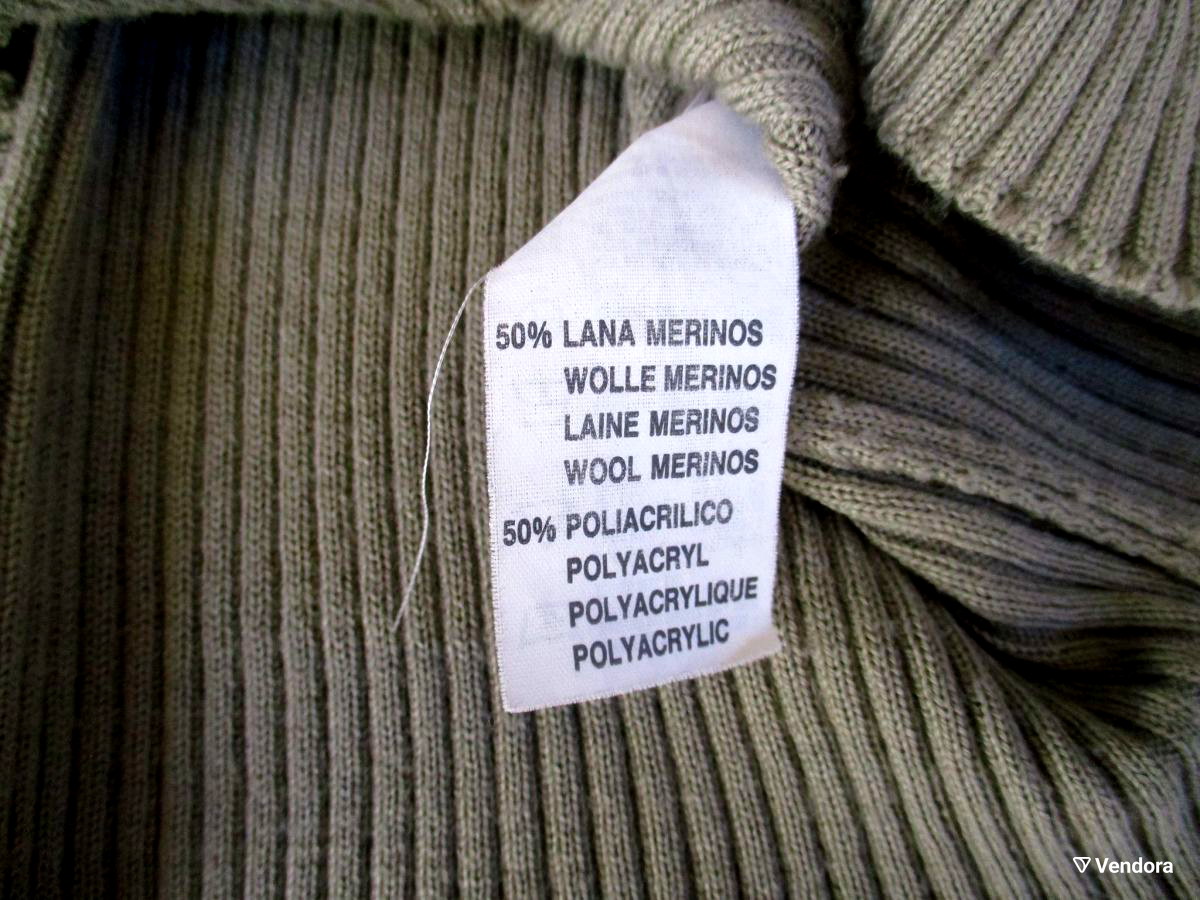 50% LANA MERINOS
WOLLE MERINOS
LAINE MERINOS
WOOL MERINOS
50% POLIACRILICO
POLYACRYL
POLYACRYLIQUE
POLYACRYLIC
Vendora